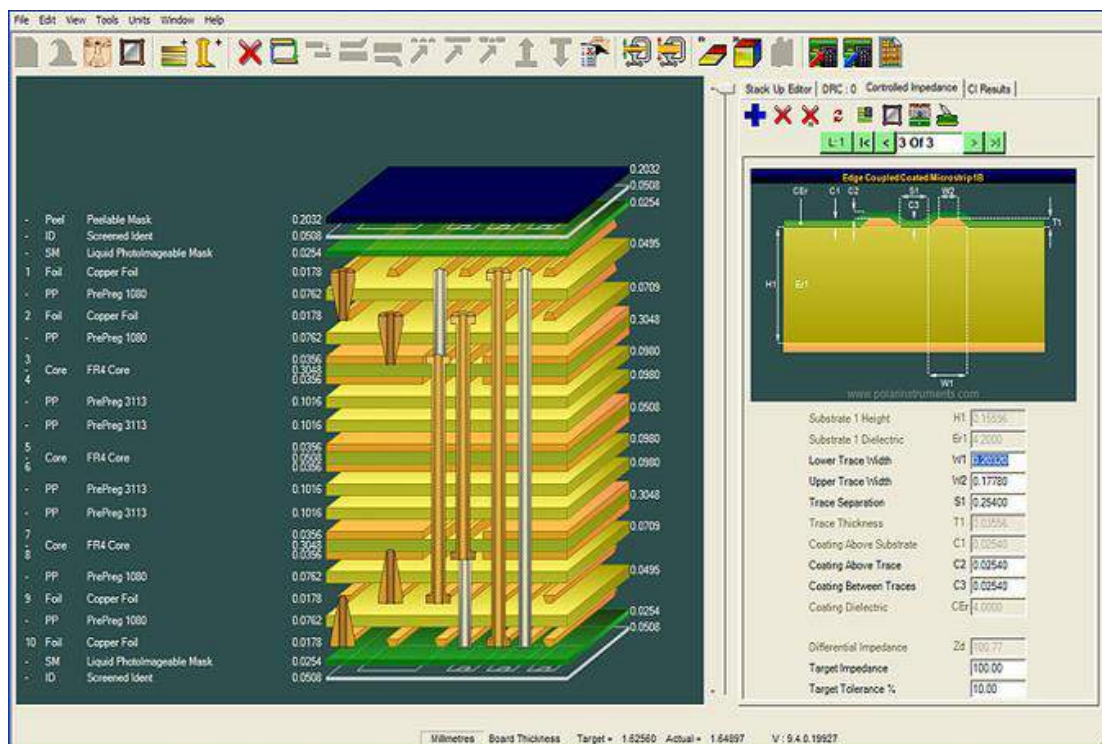 File Edit View Tools Units Window Help
Stack Up Editor DRC : 0 Controlled Impedance CI Results
L:1 |< < 3 Of 3 > >|
Edge Coupled Coated Microstrip 1B
CEr C1 C2 S1 C3 W2 T1
H1 Er1
W1
www.polarinstruments.com
Substrate 1 Height H1
Substrate 1 Dielectric Er1 4.2000
Lower Trace Width W1 0.20320
Upper Trace Width W2 0.17780
Trace Separation S1 0.25400
Trace Thickness T1 0.03556
Coating Above Substrate C1 0.02540
Coating Above Trace C2 0.02540
Coating Between Traces C3 0.02540
Coating Dielectric CEr 4.0000
Differential Impedance Zd 100.77
Target Impedance 100.00
Target Tolerance % 10.00
- Peel Peelable Mask 0.2032
- ID Screened Ident 0.0508
- SM Liquid PhotoImageable Mask 0.0254
1 Foil Copper Foil 0.0178
- PP PrePreg 1080 0.0762
2 Foil Copper Foil 0.0178
- PP PrePreg 1080 0.0762
3 0.0356
- Core FR4 Core 0.3048
4 0.0356
- PP PrePreg 3113 0.1016
- PP PrePreg 3113 0.1016
5 0.0356
- Core FR4 Core 0.0508
6 0.0356
- PP PrePreg 3113 0.1016
- PP PrePreg 3113 0.1016
7 0.0356
- Core FR4 Core 0.3048
8 0.0356
- PP PrePreg 1080 0.0762
9 Foil Copper Foil 0.0178
- PP PrePreg 1080 0.0762
10 Foil Copper Foil 0.0178
- SM Liquid PhotoImageable Mask 0.0254
- ID Screened Ident 0.0508
0.2032
0.0508
0.0254
0.0495
0.0709
0.3048
0.0980
0.0980
0.0508
0.0980
0.0980
0.3048
0.0709
0.0495
0.0254
0.0508
Millimetres Board Thickness Target = 1.62560 Actual = 1.64897 V : 9.4.0.19927